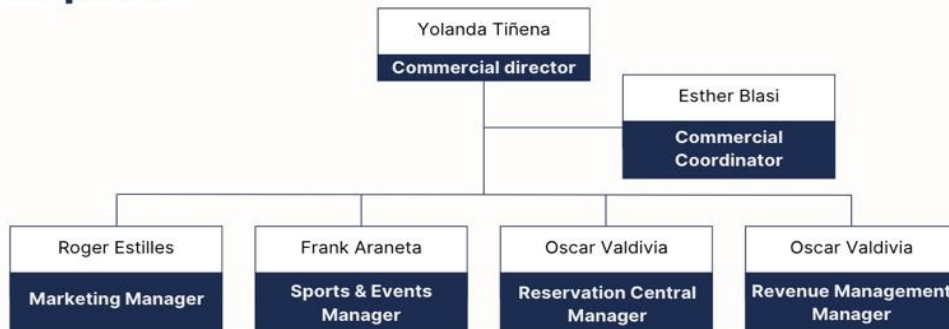 Yolanda Tiñena
Commercial director
Esther Blasi
Commercial
Coordinator
Roger Estilles
Marketing Manager
Frank Araneta
Sports & Events
Manager
Oscar Valdivia
Reservation Central
Manager
Oscar Valdivia
Revenue Management
Manager